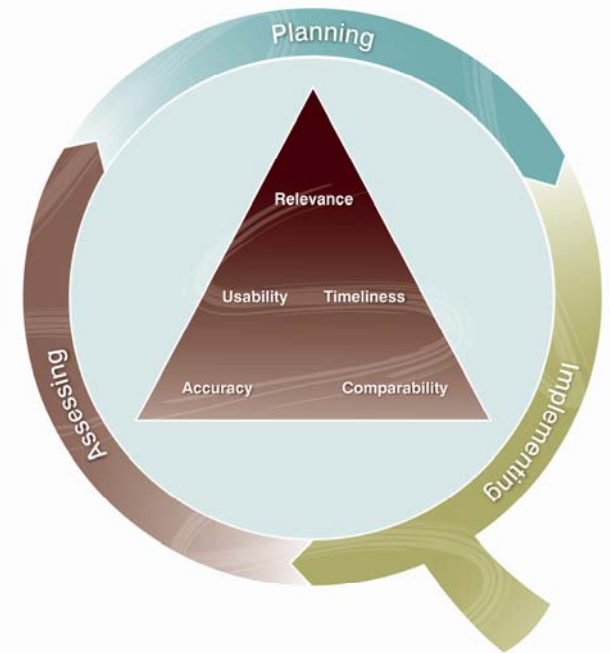 Planning
Relevance
Usability Timeliness
Accuracy Comparability
Assessing
Implementing